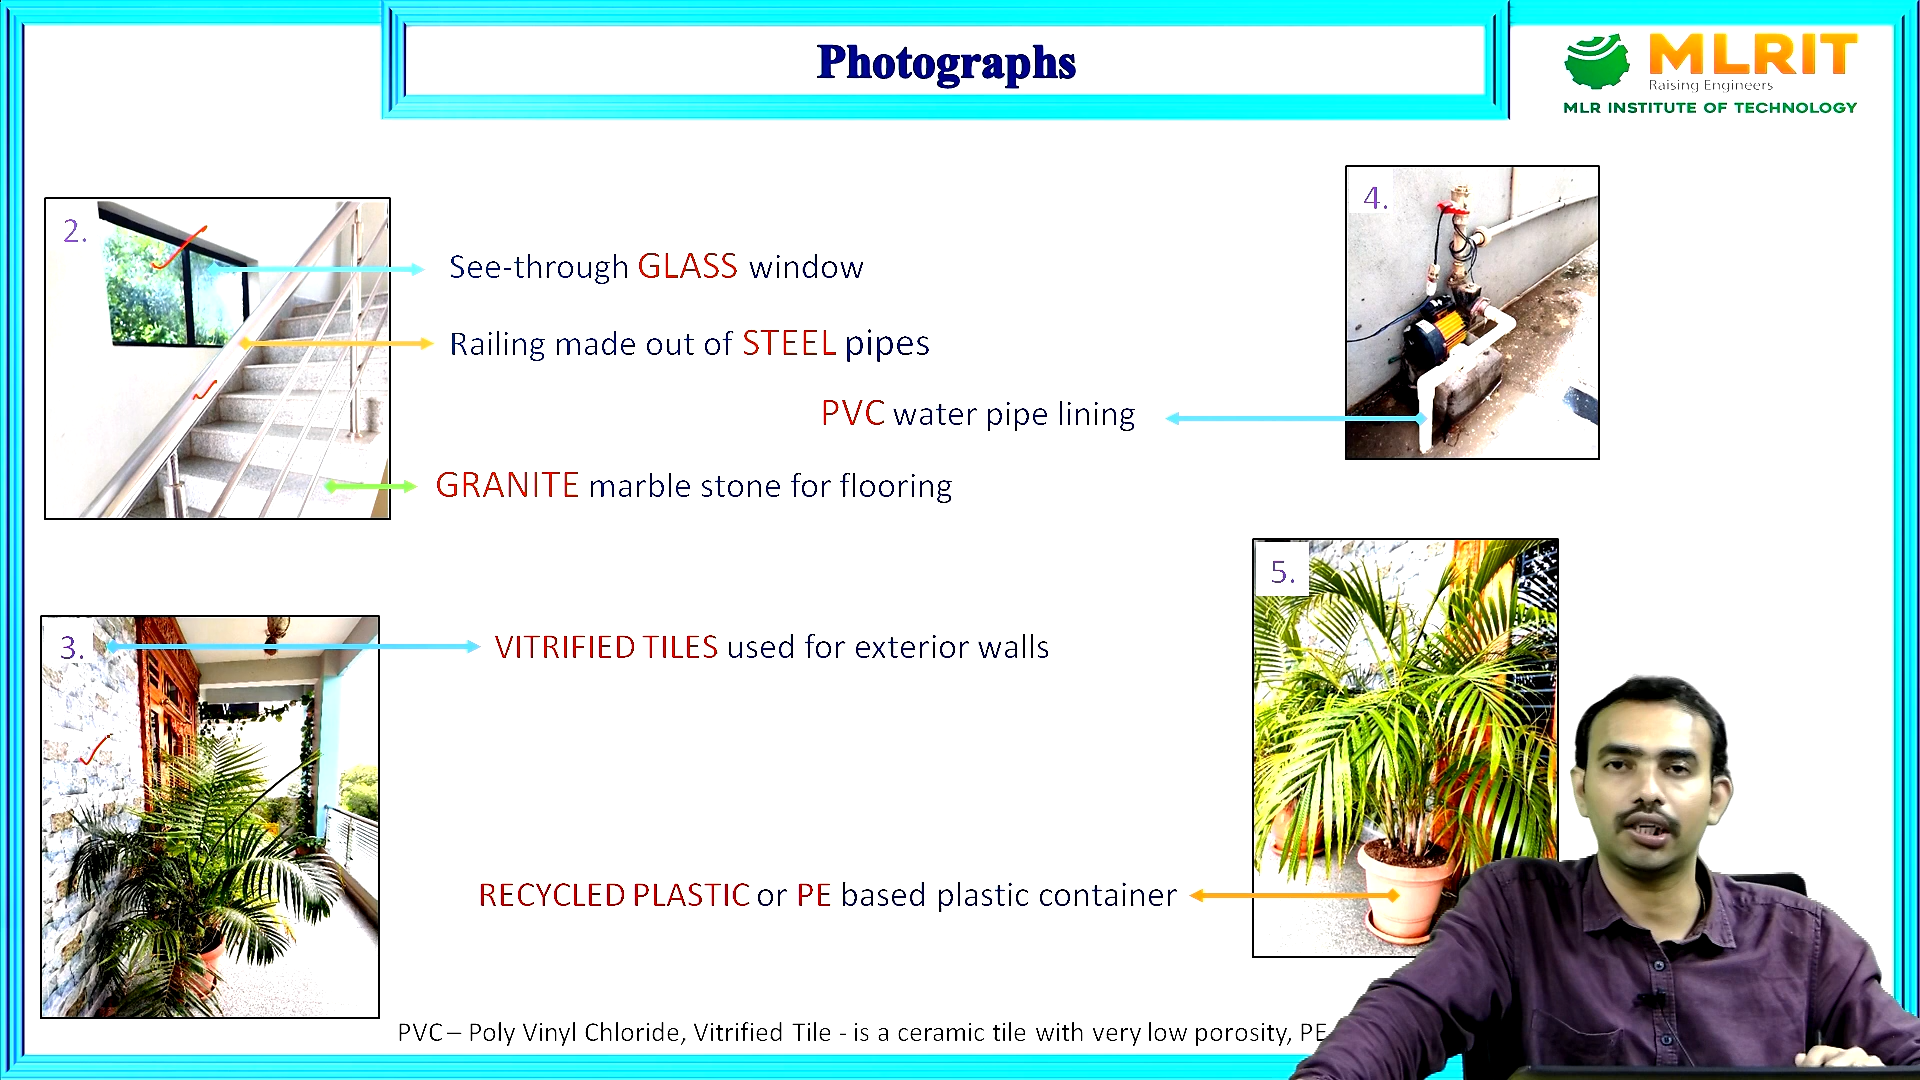 Photographs
MLRIT
Raising Engineers
MLR INSTITUTE OF TECHNOLOGY
2.
See-through GLASS window
Railing made out of STEEL pipes
GRANITE marble stone for flooring
4.
PVC water pipe lining
3.
VITRIFIED TILES used for exterior walls
5.
RECYCLED PLASTIC or PE based plastic container
PVC – Poly Vinyl Chloride, Vitrified Tile - is a ceramic tile with very low porosity, PE